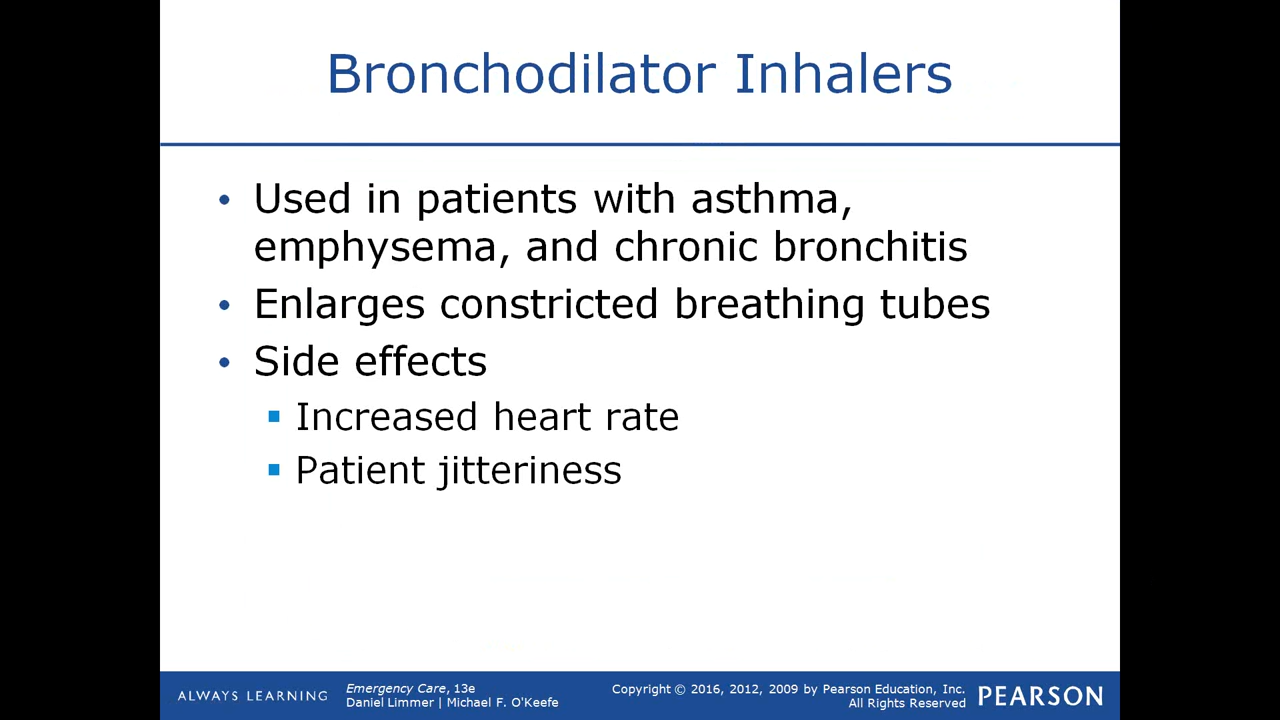 Bronchodilator Inhalers
• Used in patients with asthma,
emphysema, and chronic bronchitis
• Enlarges constricted breathing tubes
• Side effects
▪ Increased heart rate
▪ Patient jitteriness
ALWAYS LEARNING
Emergency Care, 13e
Daniel Limmer | Michael F. O'Keefe
Copyright © 2016, 2012, 2009 by Pearson Education, Inc.
All Rights Reserved
PEARSON